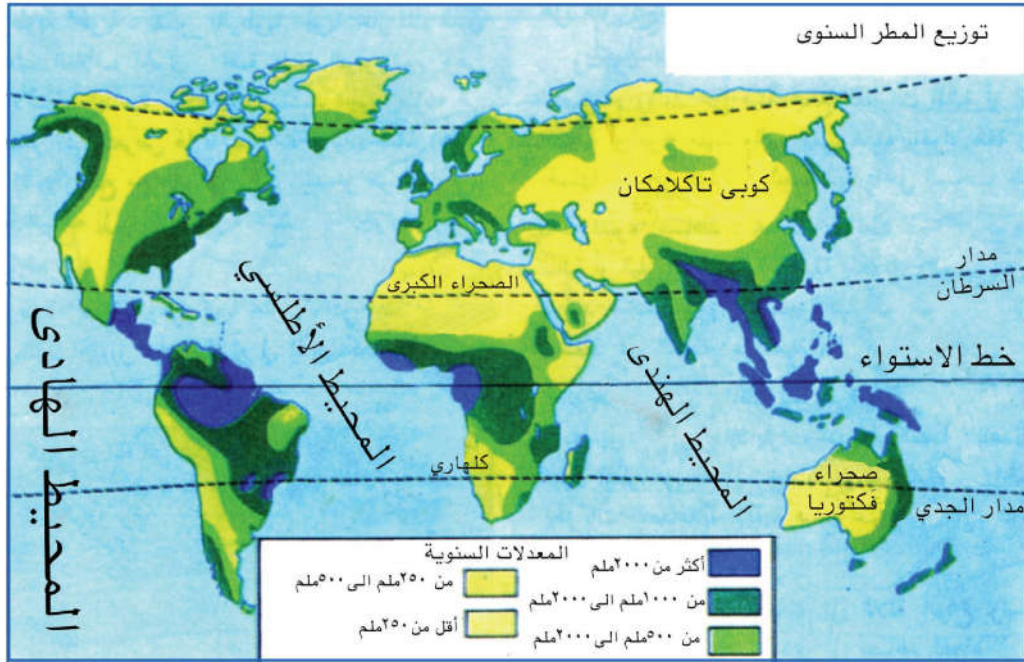 توزيع المطر السنوى
كوبى تاكلامكان
مدار
السرطان
الصحراء الكبرى
المحيط الأطلسي
المحيط الهندى
المحيط الهادى
خط الاستواء
كلهاري
صحراء
فكتوريا
مدار الجدي
المعدلات السنوية
أكثر من ٢٠٠٠ملم
من ١٠٠٠ملم الى ٢٠٠٠ملم
من ٥٠٠ملم الى ٢٠٠٠ملم
من ٢٥٠ملم الى ٥٠٠ملم
أقل من ٢٥٠ملم